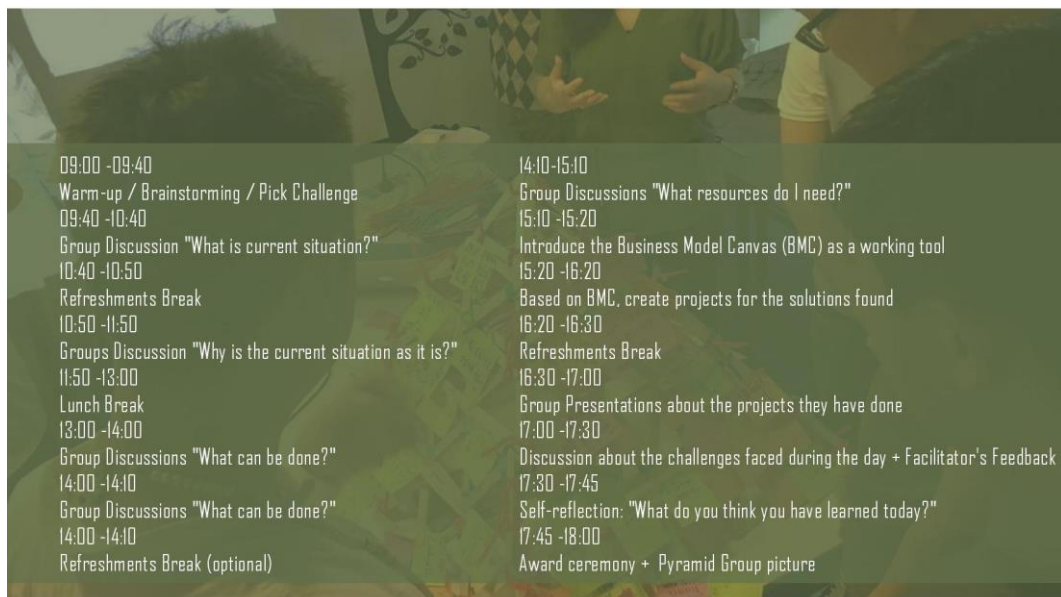 09:00 -09:40
Warm-up / Brainstorming / Pick Challenge
09:40 -10:40
Group Discussion "What is current situation?"
10:40 -10:50
Refreshments Break
10:50 -11:50
Groups Discussion "Why is the current situation as it is?"
11:50 -13:00
Lunch Break
13:00 -14:00
Group Discussions "What can be done?"
14:00 -14:10
Group Discussions "What can be done?"
14:00 -14:10
Refreshments Break (optional)
14:10-15:10
Group Discussions "What resources do I need?"
15:10 -15:20
Introduce the Business Model Canvas (BMC) as a working tool
15:20 -16:20
Based on BMC, create projects for the solutions found
16:20 -16:30
Refreshments Break
16:30 -17:00
Group Presentations about the projects they have done
17:00 -17:30
Discussion about the challenges faced during the day + Facilitator's Feedback
17:30 -17:45
Self-reflection: "What do you think you have learned today?"
17:45 -18:00
Award ceremony + Pyramid Group picture